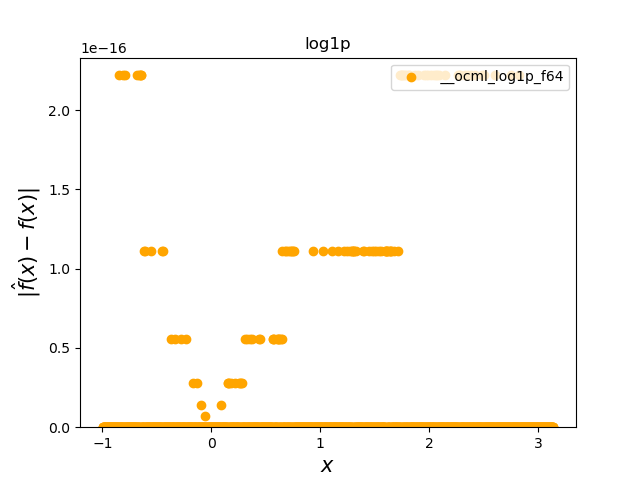 log1p
1e−16
__ocml_log1p_f64
2.0
1.5
1.0
0.5
0.0
|f̂(x) − f(x)|
−1 0 1 2 3
x